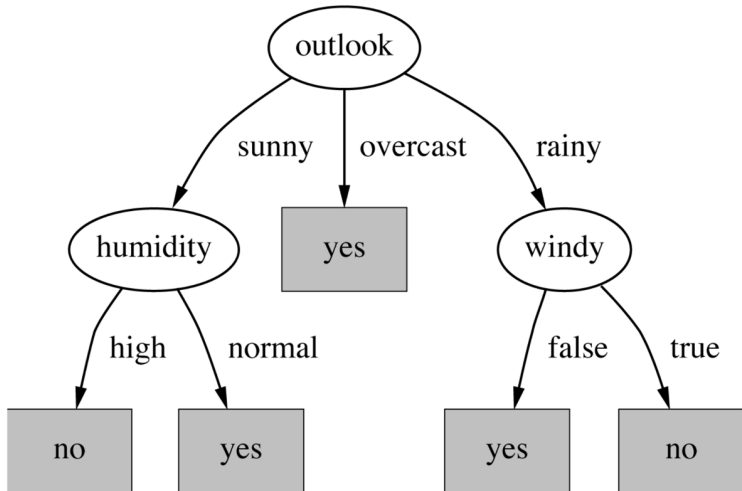 outlook
sunny overcast rainy
humidity yes windy
high normal false true
no yes yes no